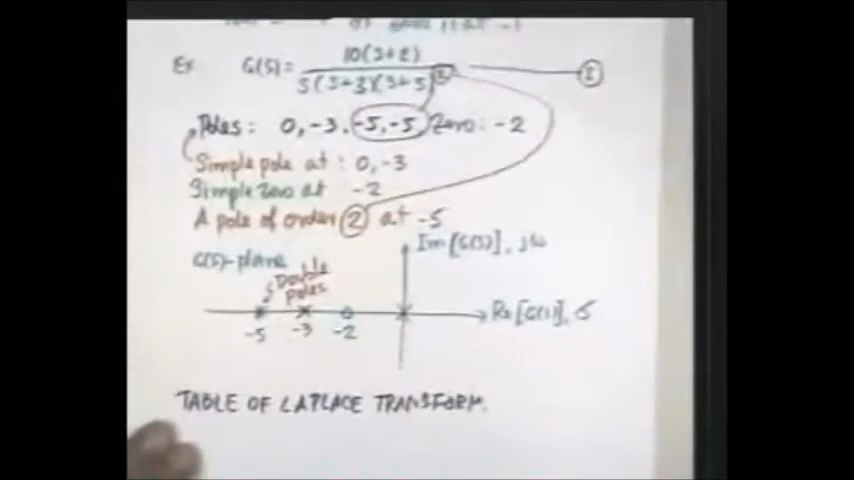 Ex G(S) = 10(S+2)
S(S+3)(S+5)② ①
Poles: 0, -3, -5, -5 Zero: -2
Simple pole at: 0, -3
Simple Zero at -2
A pole of order ② at -5
Im [G(S)], jω
G(S)-plane
Double
poles
Re [G(S)], σ
-5 -3 -2
TABLE OF LAPLACE TRANSFORM.